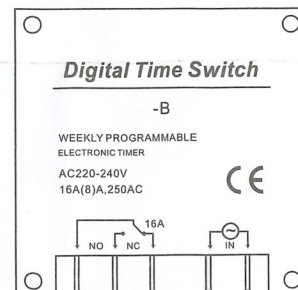 Digital Time Switch
-B
WEEKLY PROGRAMMABLE
ELECTRONIC TIMER
AC220-240V
16A(8)A,250AC
CE
16A
NO NC IN